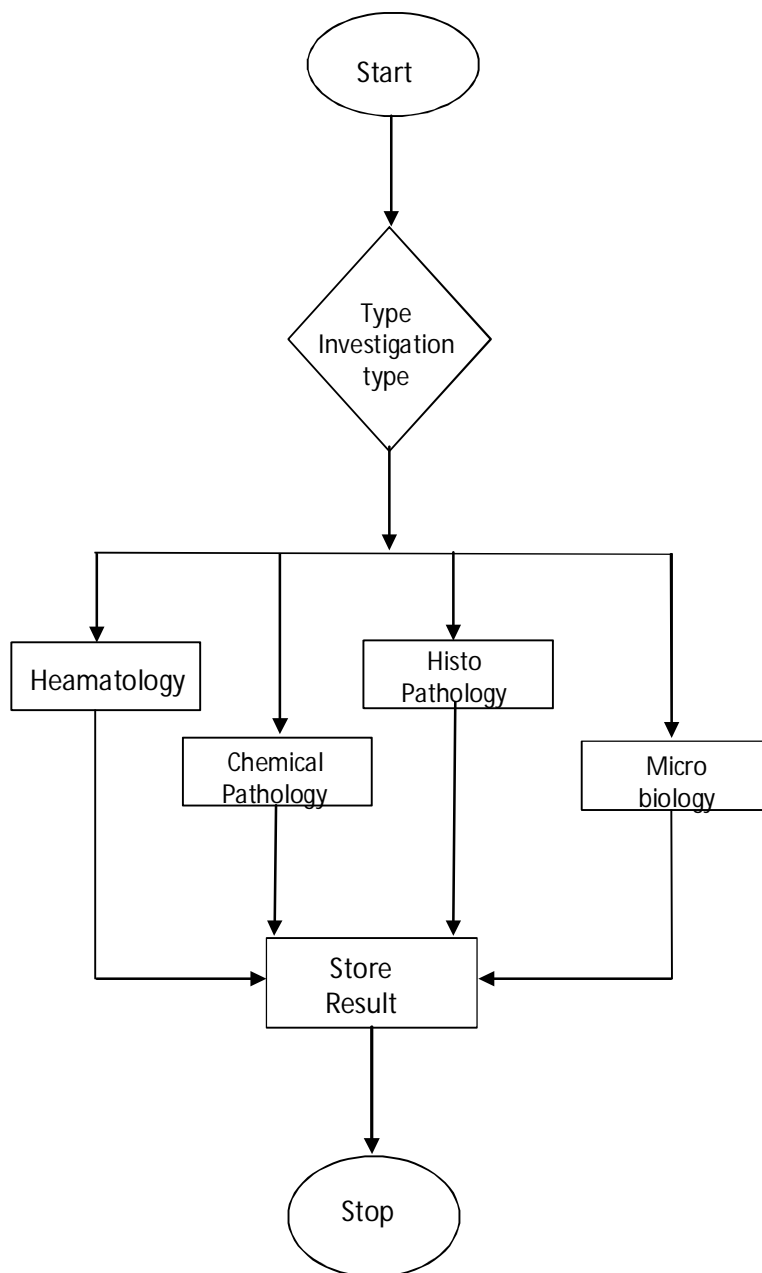 Start
Type
Investigation
type
Heamatology
Histo
Pathology
Chemical
Pathology
Micro
biology
Store
Result
Stop